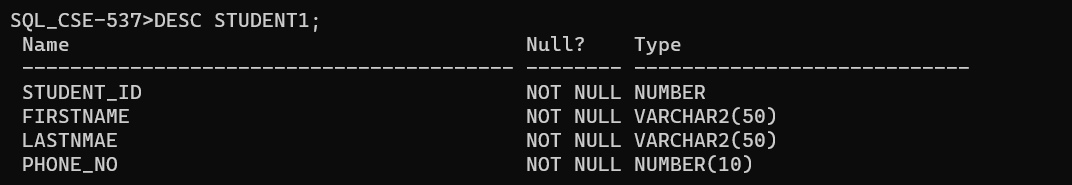 SQL_CSE-537>DESC STUDENT1;
Name Null? Type
----------------------------------------- -------- ----------------------------
STUDENT_ID NOT NULL NUMBER
FIRSTNAME NOT NULL VARCHAR2(50)
LASTNMAE NOT NULL VARCHAR2(50)
PHONE_NO NOT NULL NUMBER(10)